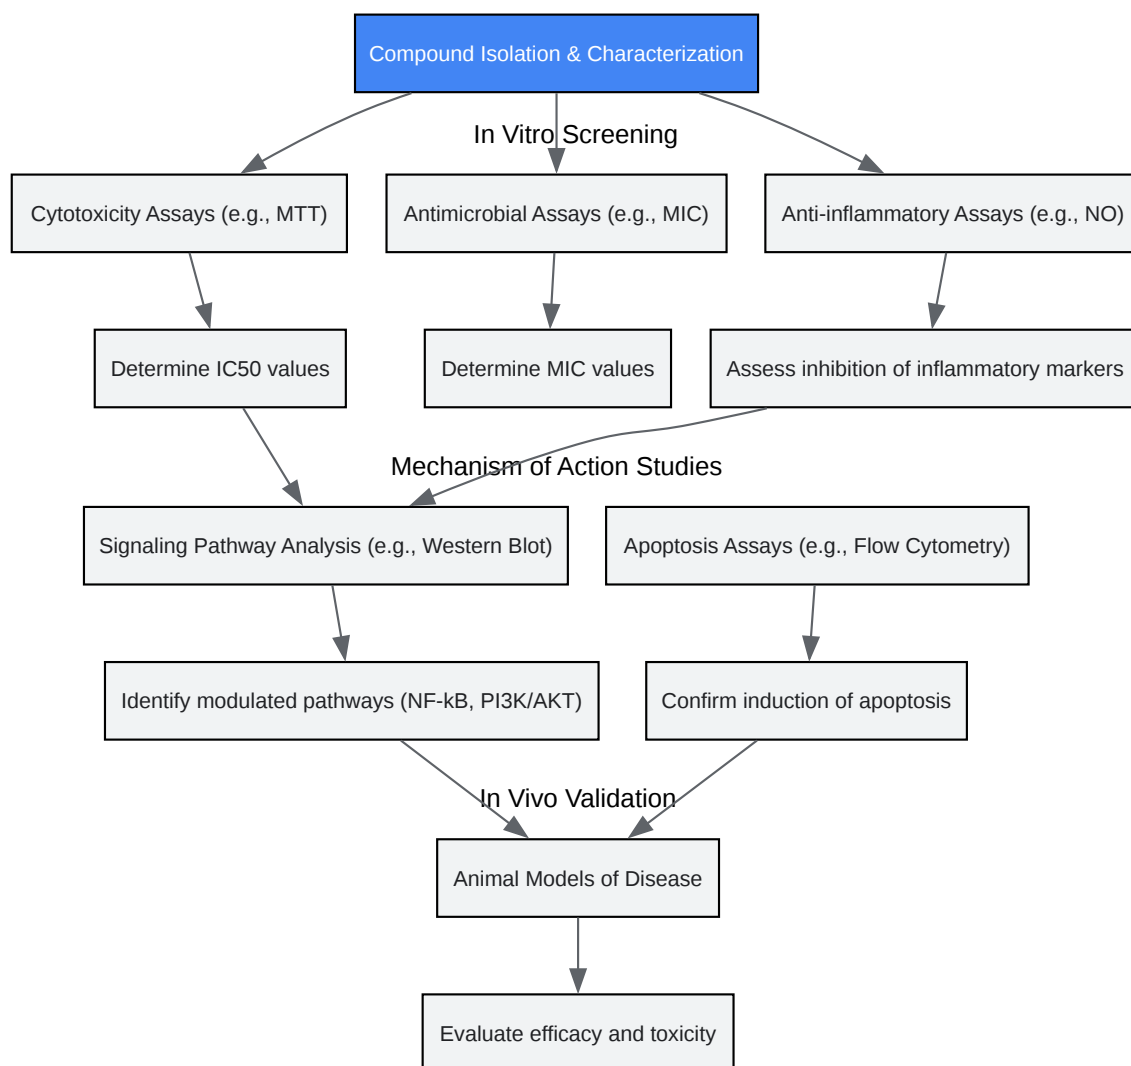 Compound Isolation & Characterization
In Vitro Screening
Cytotoxicity Assays (e.g., MTT)
Antimicrobial Assays (e.g., MIC)
Anti-inflammatory Assays (e.g., NO)
Determine IC50 values
Determine MIC values
Assess inhibition of inflammatory markers
Mechanism of Action Studies
Signaling Pathway Analysis (e.g., Western Blot)
Apoptosis Assays (e.g., Flow Cytometry)
Identify modulated pathways (NF-kB, PI3K/AKT)
Confirm induction of apoptosis
In Vivo Validation
Animal Models of Disease
Evaluate efficacy and toxicity